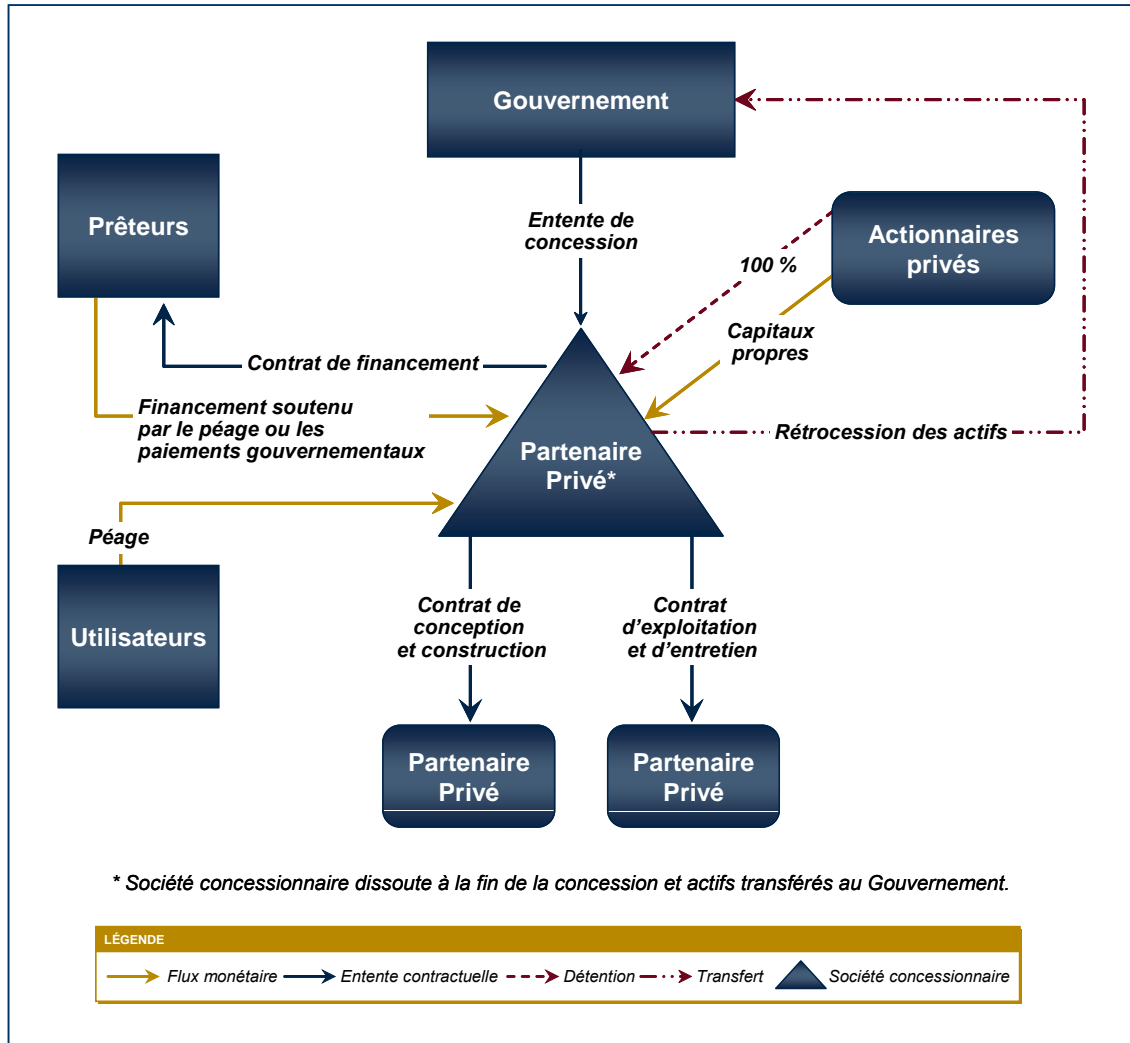 Gouvernement
Prêteurs
Entente de
concession
Actionnaires
privés
100 %
Capitaux
propres
Contrat de financement
Financement soutenu
par le péage ou les
paiements gouvernementaux
Partenaire
Privé*
Rétrocession des actifs
Péage
Utilisateurs
Contrat de
conception
et construction
Contrat
d’exploitation
et d’entretien
Partenaire
Privé
Partenaire
Privé
* Société concessionnaire dissoute à la fin de la concession et actifs transférés au Gouvernement.
LÉGENDE
Flux monétaire
Entente contractuelle
Détention
Transfert
Société concessionnaire